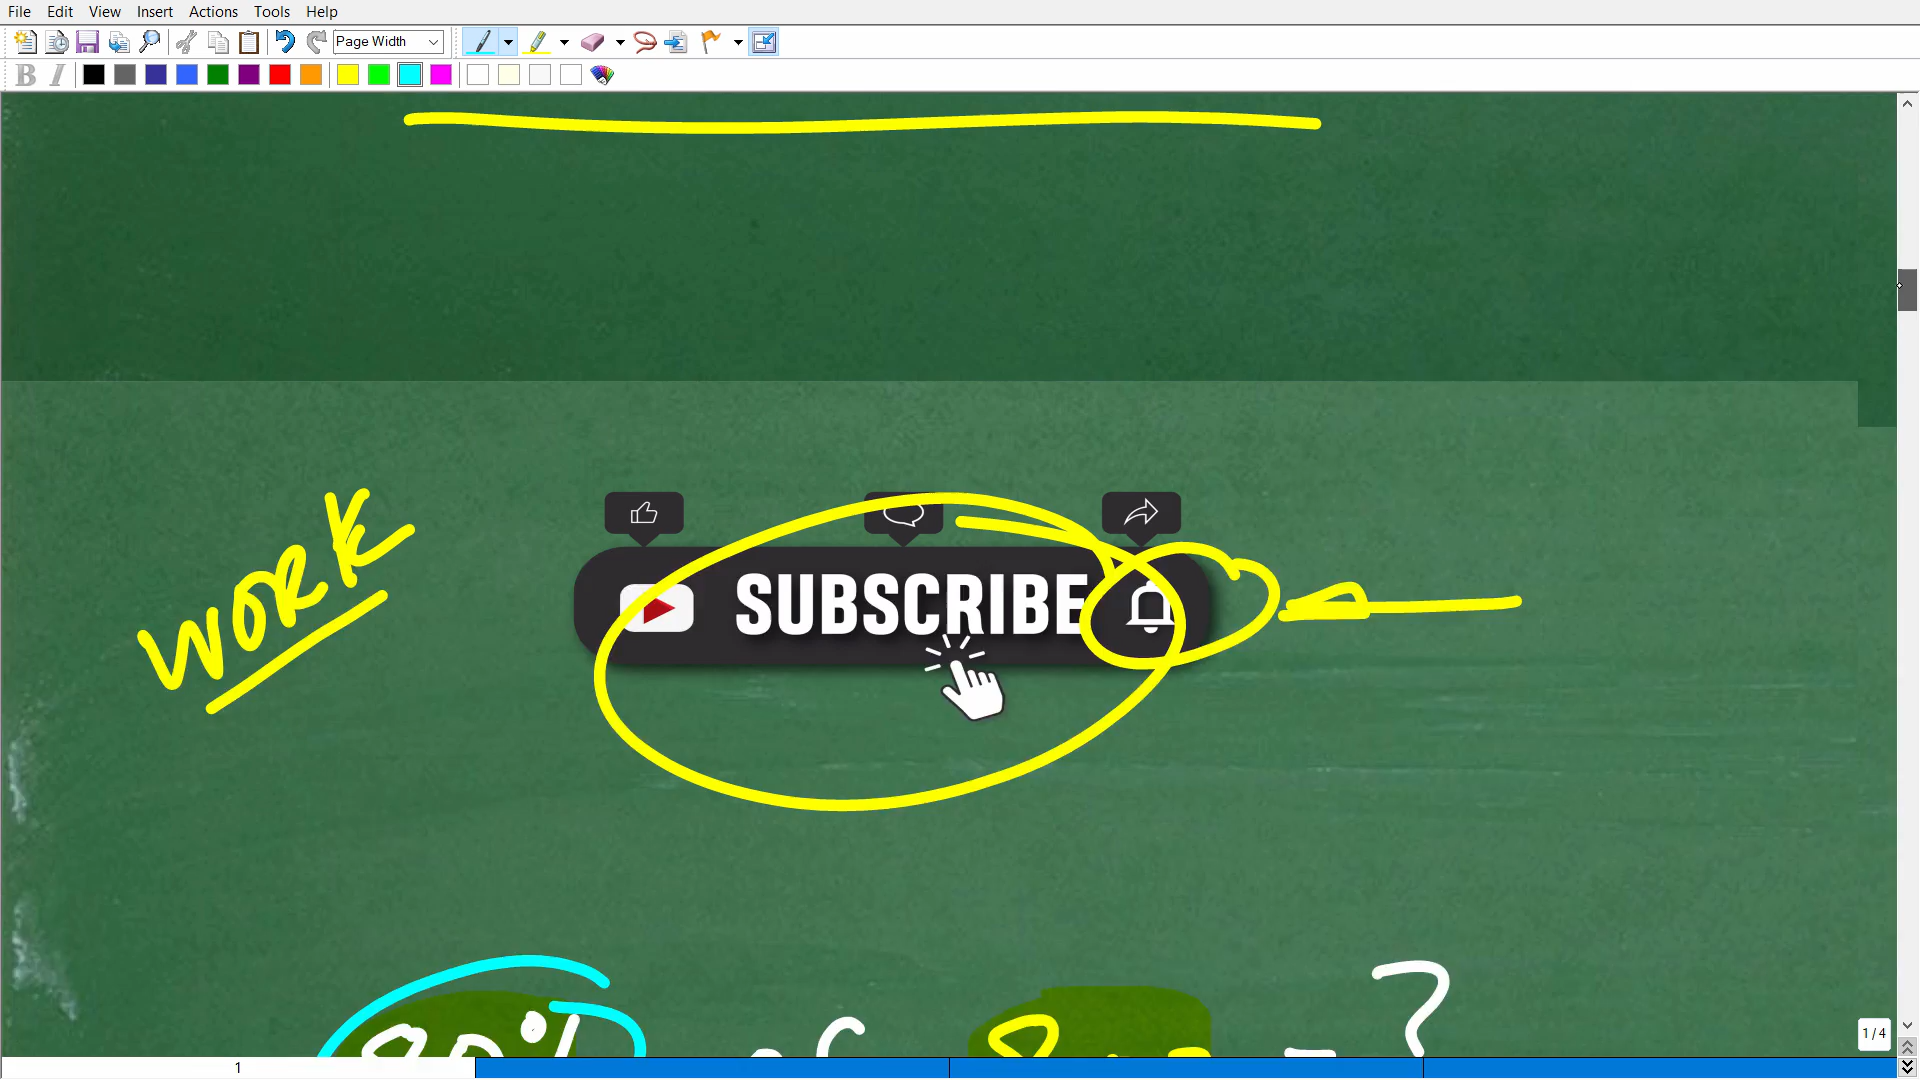 File Edit View Insert Actions Tools Help
Page Width
B I
WORK
SUBSCRIBE
= ?
1 / 4
1